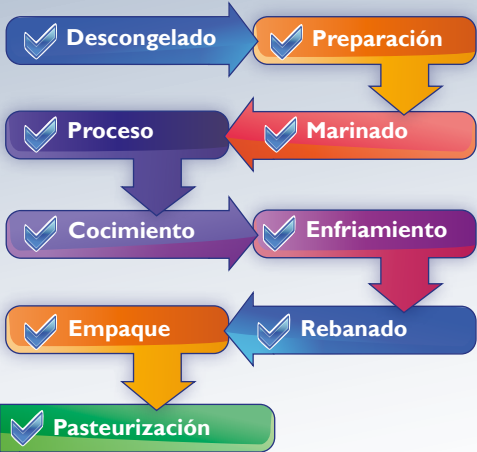 Descongelado
Preparación
Marinado
Proceso
Cocimiento
Enfriamiento
Rebanado
Empaque
Pasteurización